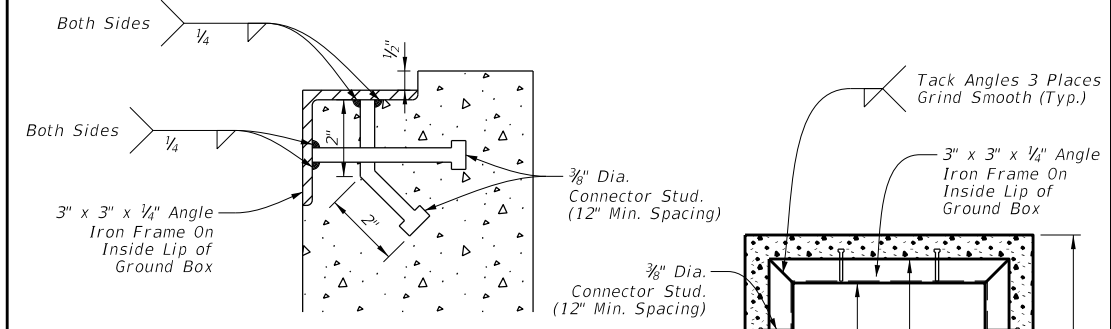 Both Sides
¼
½"
Both Sides
¼
2"
2"
3" x 3" x ¼" Angle
Iron Frame On
Inside Lip of
Ground Box
⅜" Dia.
Connector Stud.
(12" Min. Spacing)
Tack Angles 3 Places
Grind Smooth (Typ.)
3" x 3" x ¼" Angle
Iron Frame On
Inside Lip of
Ground Box
⅜" Dia.
Connector Stud.
(12" Min. Spacing)